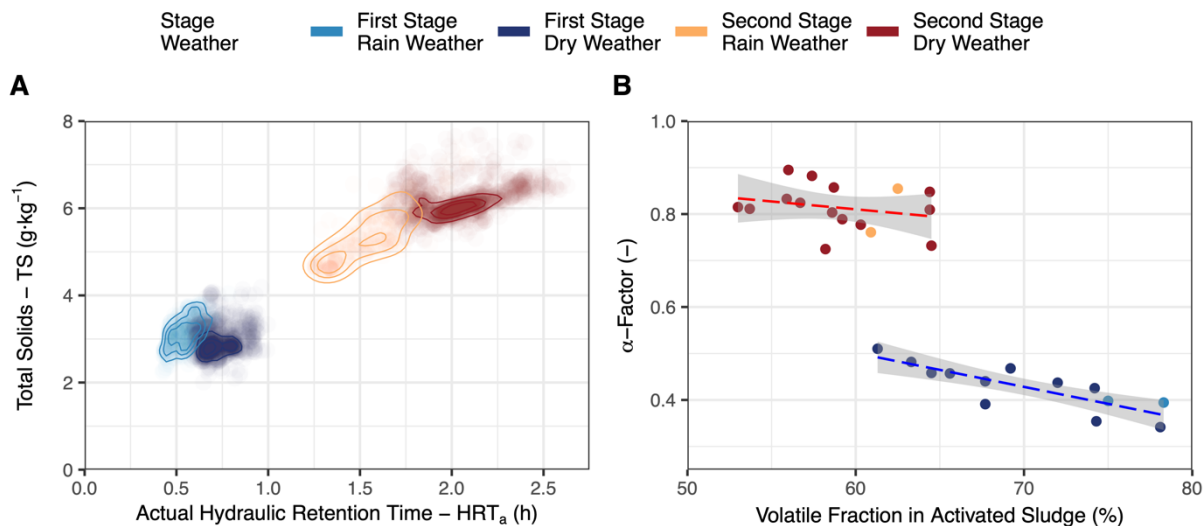 Stage
Weather
First Stage
Rain Weather
First Stage
Dry Weather
Second Stage
Rain Weather
Second Stage
Dry Weather
A
8
6
4
2
0
Total Solids − TS (g·kg⁻¹)
0.5
1.0
1.5
2.0
2.5
Actual Hydraulic Retention Time − HRTₐ (h)
B
1.0
0.8
0.6
0.4
α−Factor (−)
50
60
70
80
Volatile Fraction in Activated Sludge (%)